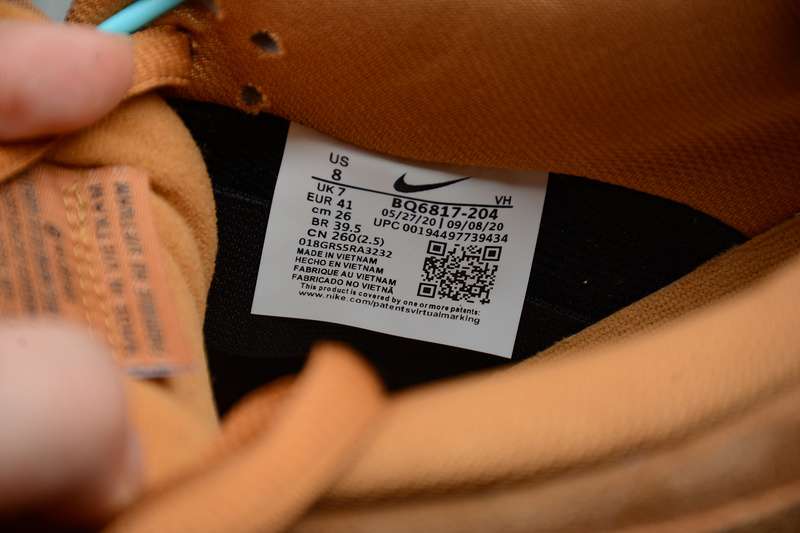 US
8
UK 7
VH
EUR 41
BQ6817-204
cm 26
05/27/20 | 09/08/20
BR 39.5
UPC 00194497739434
CN 260(2.5)
018GRS5RA3232
MADE IN VIETNAM
HECHO EN VIETNAM
FABRIQUE AU VIETNAM
FABRICADO NO VIETNÃ
This product is covered by one or more patents:
www.nike.com/patentsvirtualmarking